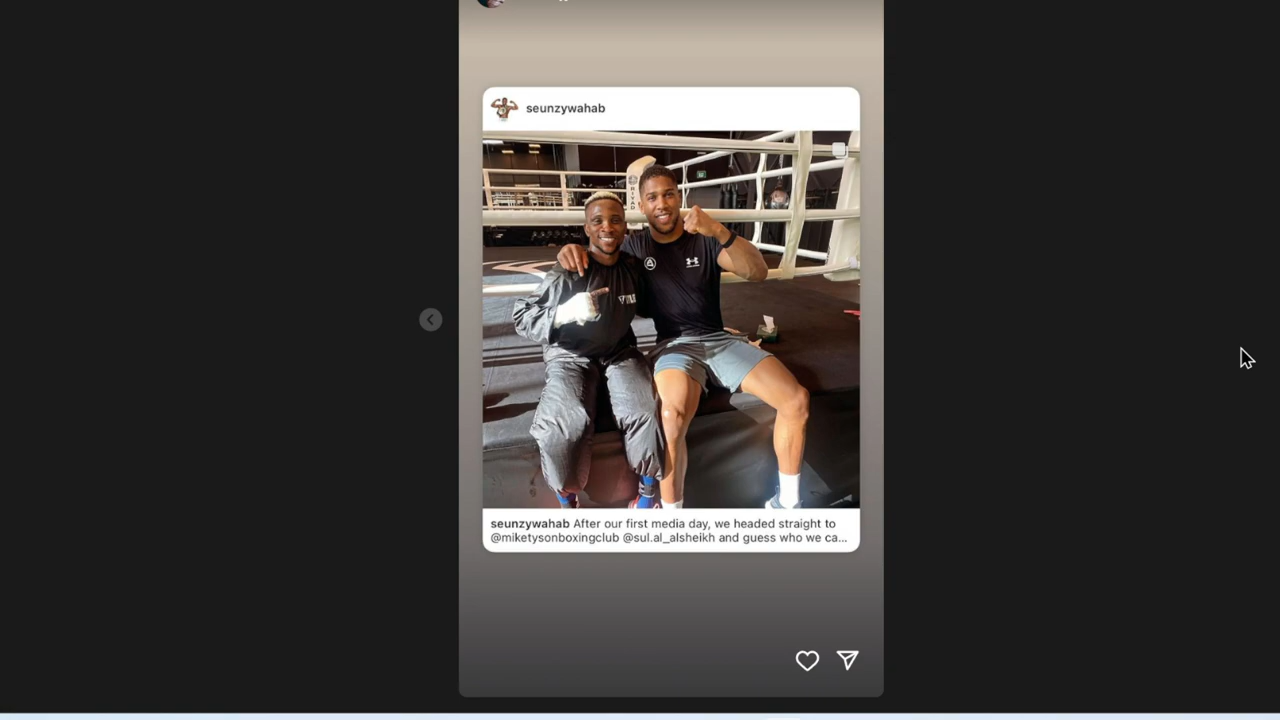 seunzywahab
RIYAD
seunzywahab After our first media day, we headed straight to
@miketysonboxingclub @sul.al_alsheikh and guess who we ca...